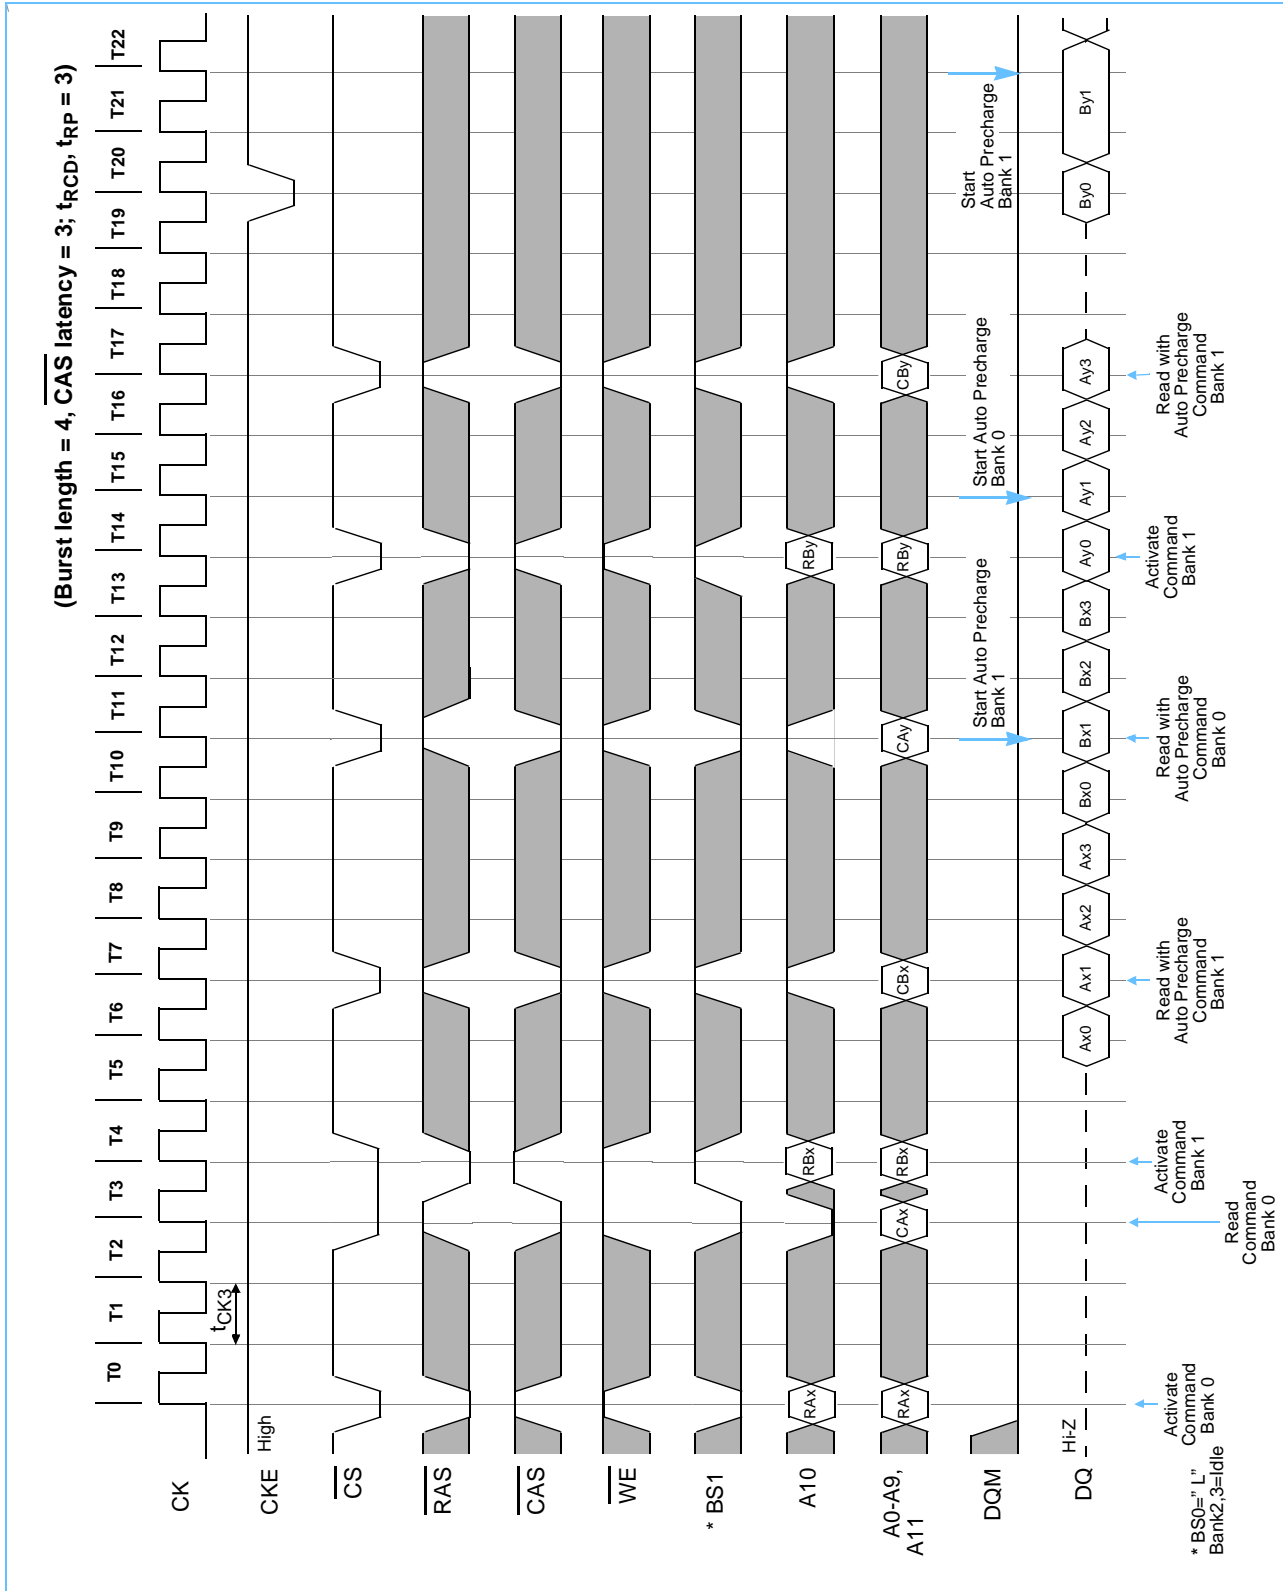 (Burst length = 4, CAS latency = 3; tRCD, tRP = 3)
T0 T1 T2 T3 T4 T5 T6 T7 T8 T9 T10 T11 T12 T13 T14 T15 T16 T17 T18 T19 T20 T21 T22
CK
tCK3
CKE
High
CS
RAS
CAS
WE
* BS1
A10
RAx RBx RBy
A0-A9,
A11
RAx CAx RBx CBx CAy RBy CBy
DQM
Start Auto Precharge
Bank 1
Start Auto Precharge
Bank 0
Start
Auto Precharge
Bank 1
DQ
Hi-Z
Ax0 Ax1 Ax2 Ax3 Bx0 Bx1 Bx2 Bx3 Ay0 Ay1 Ay2 Ay3 By0 By1
Activate
Command
Bank 0
Read
Command
Bank 0
Activate
Command
Bank 1
Read with
Auto Precharge
Command
Bank 1
Read with
Auto Precharge
Command
Bank 0
Activate
Command
Bank 1
Read with
Auto Precharge
Command
Bank 1
* BS0=” L”
Bank2,3=Idle